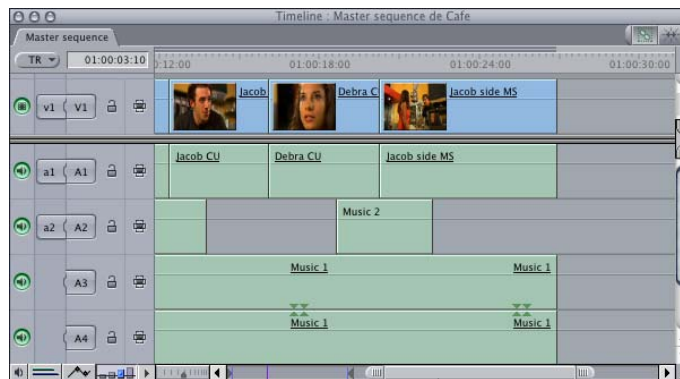 Timeline : Master sequence de Cafe
Master sequence
TR 01:00:03:10 0:12:00 01:00:18:00 01:00:24:00 01:00:30:00
v1 V1 Jacob Debra C Jacob side MS
a1 A1 Jacob CU Debra CU Jacob side MS
a2 A2 Music 2
A3 Music 1 Music 1
A4 Music 1 Music 1